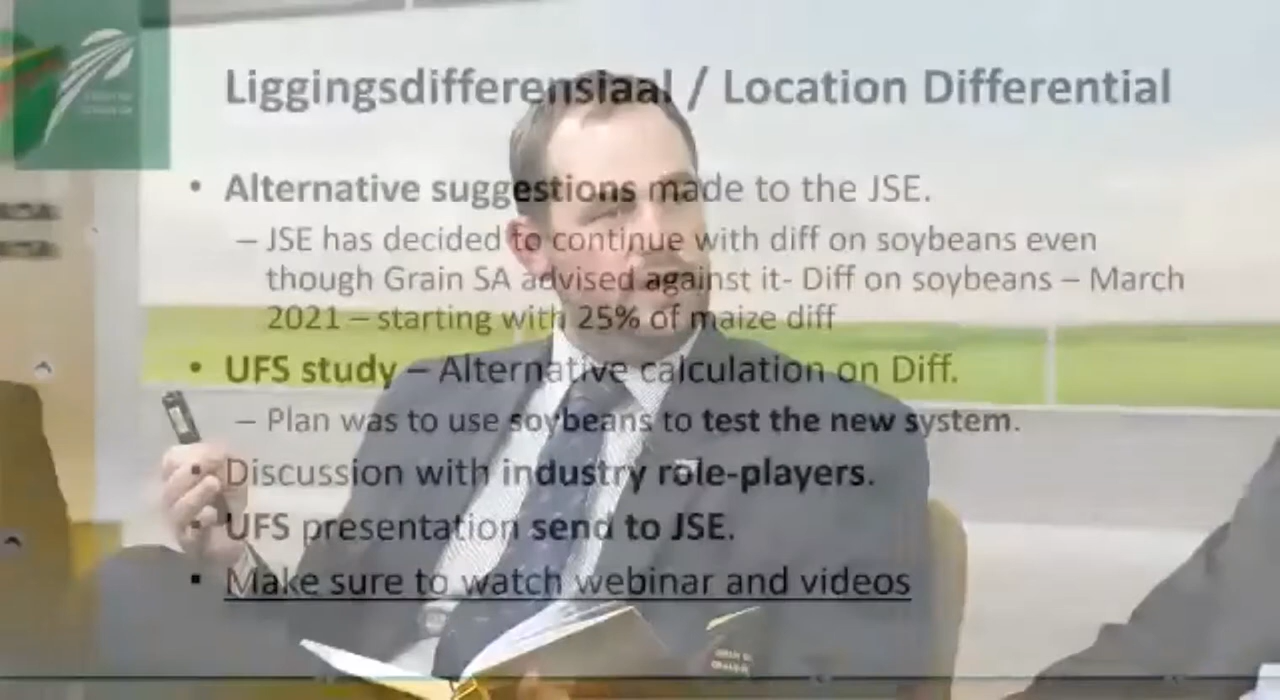 Liggingsdifferensiaal / Location Differential
• Alternative suggestions made to the JSE.
– JSE has decided to continue with diff on soybeans even
though Grain SA advised against it- Diff on soybeans – March
2021 – starting with 25% of maize diff
• UFS study – Alternative calculation on Diff.
– Plan was to use soybeans to test the new system.
• Discussion with industry role-players.
• UFS presentation send to JSE.
▪ Make sure to watch webinar and videos